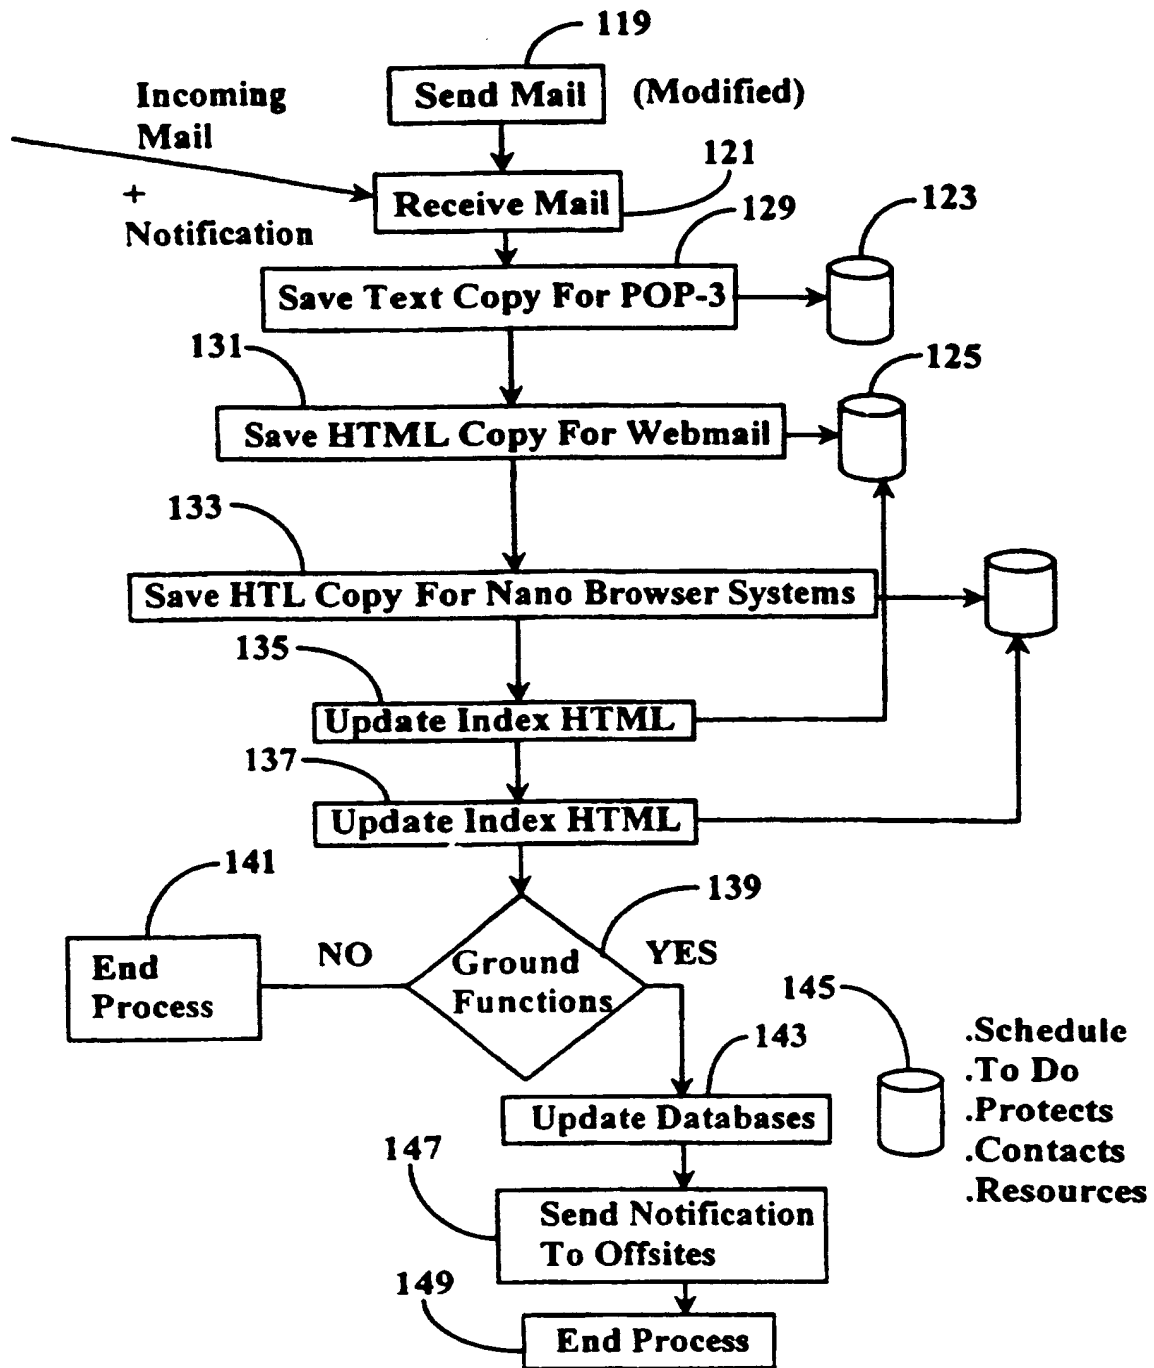 119
Send Mail (Modified)
Incoming
Mail
+
Notification
121
Receive Mail
129
123
Save Text Copy For POP-3
131
125
Save HTML Copy For Webmail
133
Save HTL Copy For Nano Browser Systems
135
Update Index HTML
137
Update Index HTML
141
139
End
Process
NO
Ground
Functions
YES
145
143
.Schedule
.To Do
.Protects
.Contacts
.Resources
Update Databases
147
Send Notification
To Offsites
149
End Process